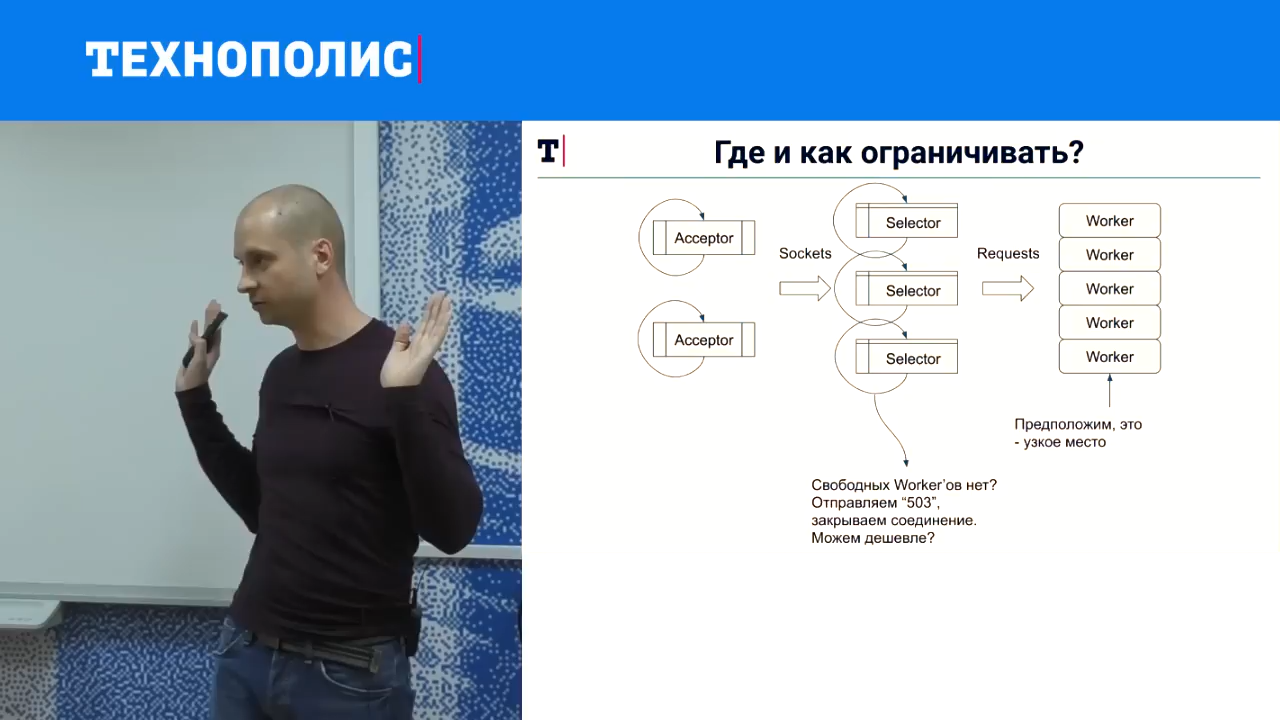 ТЕХНОПОЛИС
Т
Где и как ограничивать?
Acceptor
Acceptor
Sockets
Selector
Selector
Selector
Requests
Worker
Worker
Worker
Worker
Worker
Предположим, это
- узкое место
Свободных Worker’ов нет?
Отправляем “503”,
закрываем соединение.
Можем дешевле?